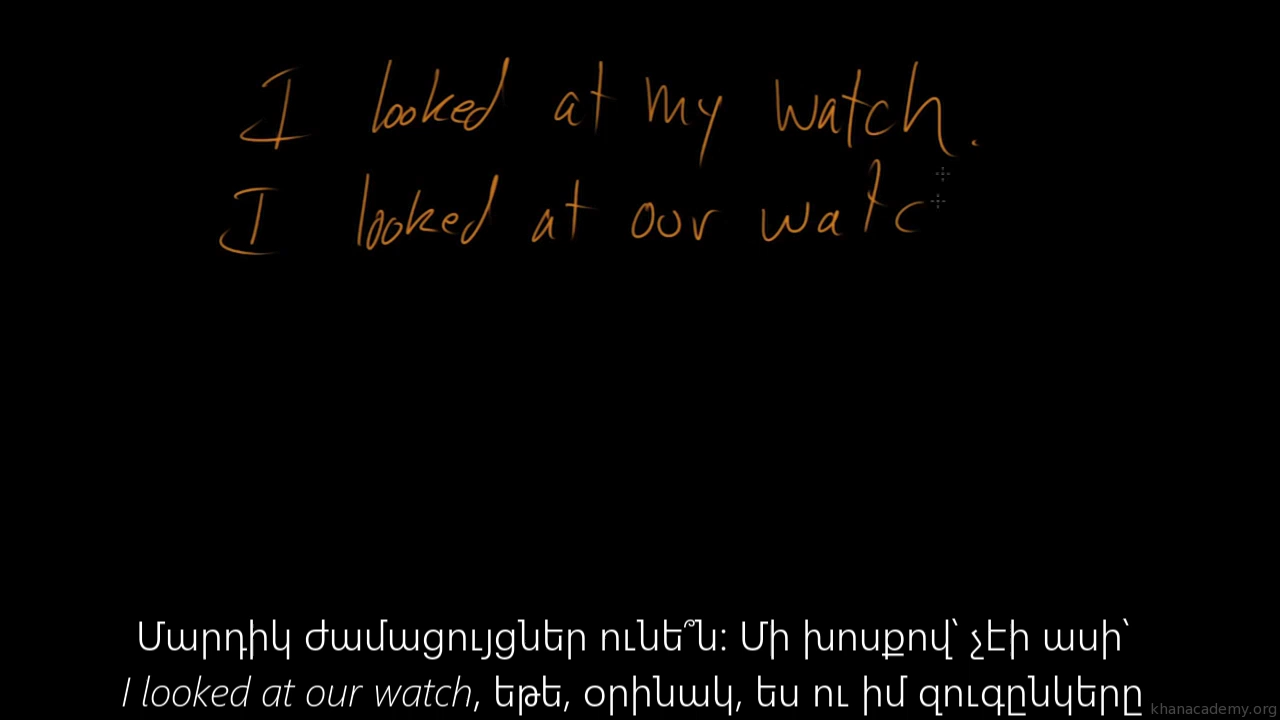 I looked at my watch.
I looked at our watc
Մարդիկ ժամացույցներ ունե՞ն: Մի խոսքով՝ չէի ասի՝
I looked at our watch, եթե, օրինակ, ես ու իմ զուգընկերը
khanacademy.org